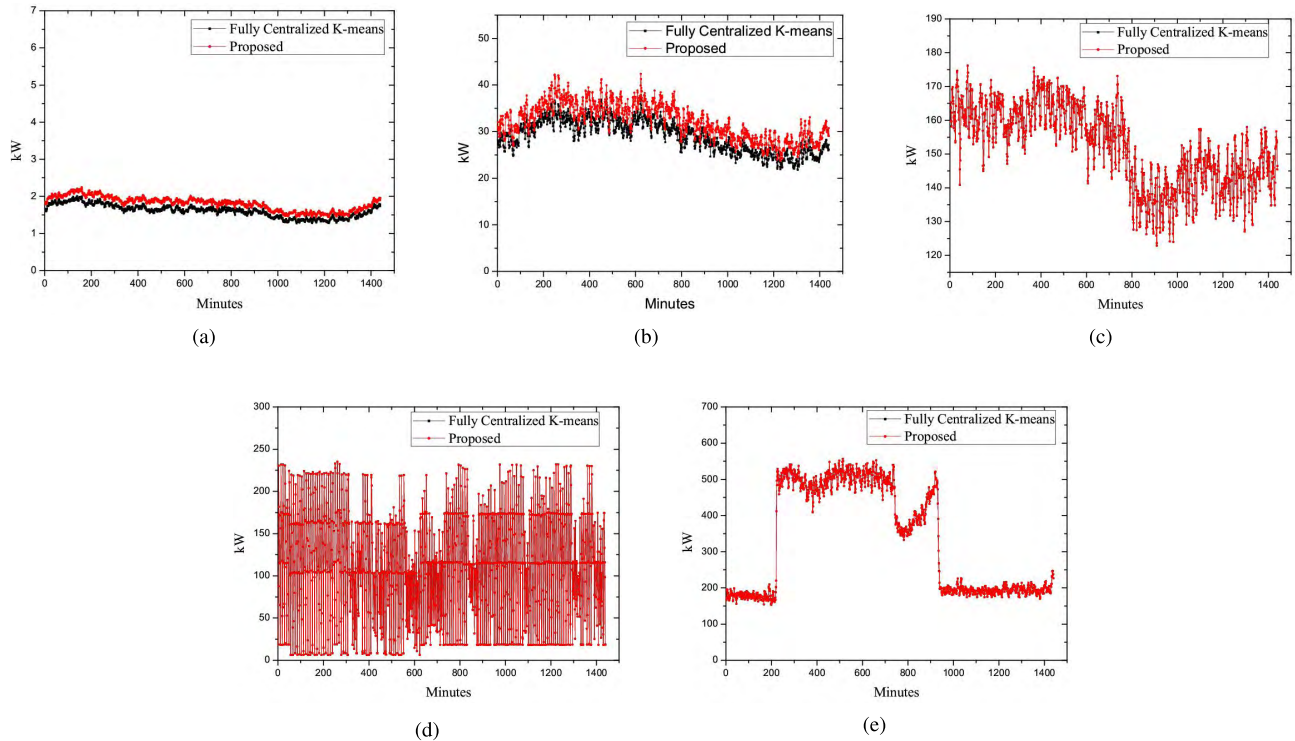 7
6
5
4
3
2
1
0
kW
Fully Centralized K-means
Proposed
0 200 400 600 800 1000 1200 1400
Minutes
(a)
50
40
30
20
10
0
kW
Fully Centralized K-means
Proposed
0 200 400 600 800 1000 1200 1400
Minutes
(b)
190
180
170
160
150
140
130
120
kW
Fully Centralized K-means
Proposed
0 200 400 600 800 1000 1200 1400
Minutes
(c)
300
250
200
150
100
50
0
kW
Fully Centralized K-means
Proposed
0 200 400 600 800 1000 1200 1400
Minutes
(d)
700
600
500
400
300
200
100
0
kW
Fully Centralized K-means
Proposed
0 200 400 600 800 1000 1200 1400
Minutes
(e)